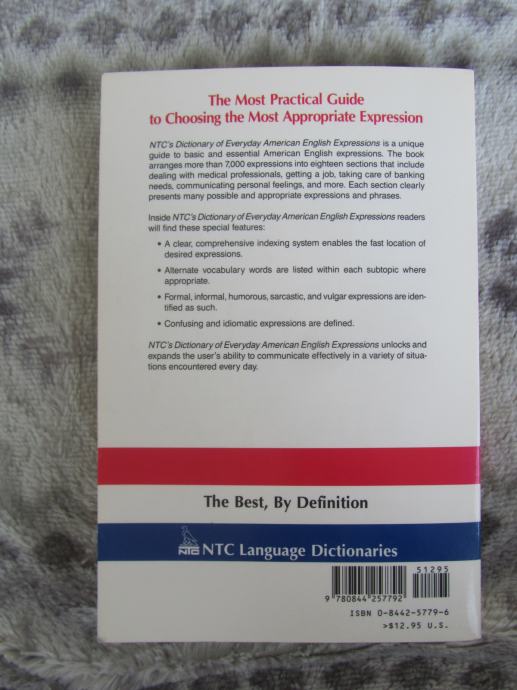 The Most Practical Guide
to Choosing the Most Appropriate Expression
NTC's Dictionary of Everyday American English Expressions is a unique
guide to basic and essential American English expressions. The book
arranges more than 7,000 expressions into eighteen sections that include
dealing with medical professionals, getting a job, taking care of banking
needs, communicating personal feelings, and more. Each section clearly
presents many possible and appropriate expressions and phrases.
Inside NTC's Dictionary of Everyday American English Expressions readers
will find these special features:
• A clear, comprehensive indexing system enables the fast location of
desired expressions.
• Alternate vocabulary words are listed within each subtopic where
appropriate.
• Formal, informal, humorous, sarcastic, and vulgar expressions are iden-
tified as such.
• Confusing and idiomatic expressions are defined.
NTC's Dictionary of Everyday American English Expressions unlocks and
expands the user's ability to communicate effectively in a variety of situa-
tions encountered every day.
The Best, By Definition
NTC NTC Language Dictionaries
51295
9 780844 257792
ISBN 0-8442-5779-6
>$12.95 U.S.